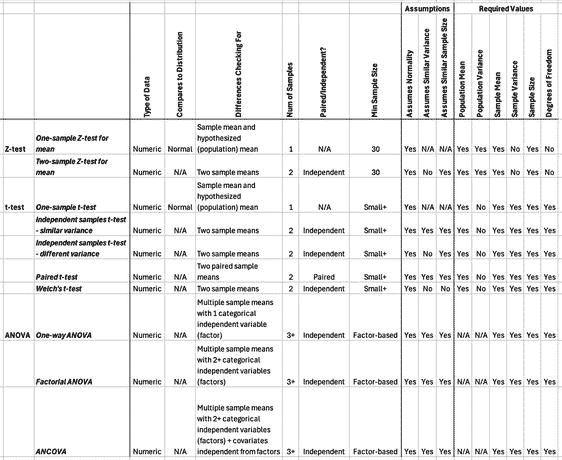 Assumptions Required Values
Type of Data Compares to Distribution Differences Checking For Num of Samples Paired/Independent? Min Sample Size Assumes Normality Assumes Similar Variance Assumes Similar Sample Size Population Mean Population Variance Sample Mean Sample Variance Sample Size Degrees of Freedom
Sample mean and
One-sample Z-test for hypothesized
Z-test mean Numeric Normal (population) mean 1 N/A 30 Yes N/A N/A Yes Yes Yes No Yes No
Two-sample Z-test for
mean Numeric N/A Two sample means 2 Independent 30 Yes No Yes Yes Yes Yes No Yes No
Sample mean and
hypothesized
t-test One-sample t-test Numeric Normal (population) mean 1 N/A Small+ Yes N/A N/A Yes No Yes Yes Yes Yes
Independent samples t-test
- similar variance Numeric N/A Two sample means 2 Independent Small+ Yes Yes Yes Yes No Yes Yes Yes Yes
Independent samples t-test
- different variance Numeric N/A Two sample means 2 Independent Small+ Yes No Yes Yes No Yes Yes Yes Yes
Two paired sample
Paired t-test Numeric N/A means 2 Paired Small+ Yes Yes Yes Yes No Yes Yes Yes Yes
Welch's t-test Numeric N/A Two sample means 2 Independent Small+ Yes No No Yes No Yes Yes Yes Yes
Multiple sample means
with 1 categorical
independent variable
ANOVA One-way ANOVA Numeric N/A (factor) 3+ Independent Factor-based Yes Yes Yes N/A N/A Yes Yes Yes Yes
Multiple sample means
with 2+ categorical
independent variables
Factorial ANOVA Numeric N/A (factors) 3+ Independent Factor-based Yes Yes Yes N/A N/A Yes Yes Yes Yes
Multiple sample means
with 2+ categorical
independent variables
(factors) + covariates
ANCOVA Numeric N/A independent from factors 3+ Independent Factor-based Yes Yes Yes N/A N/A Yes Yes Yes Yes